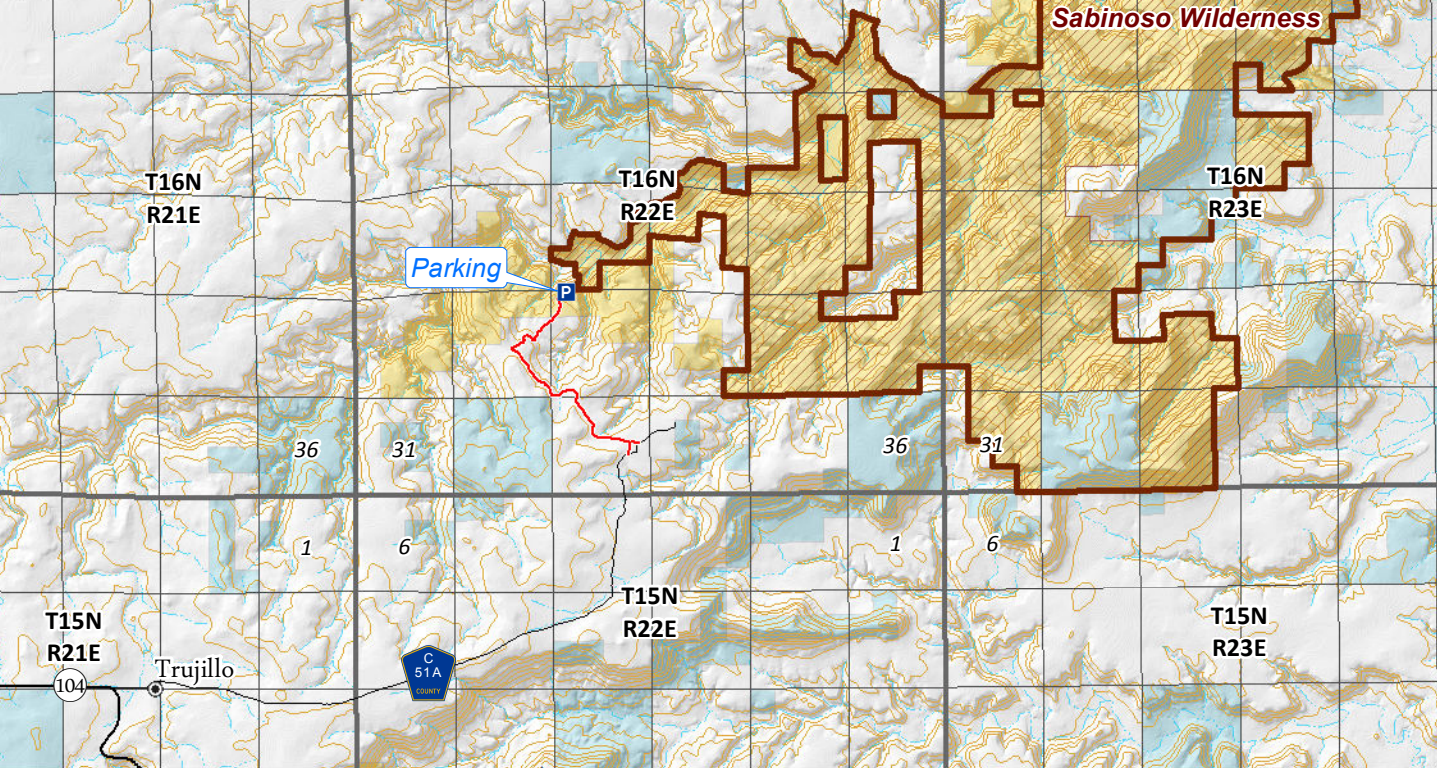 Sabinoso Wilderness
T16N
R21E
T16N
R22E
T16N
R23E
Parking
P
36
31
36
31
1
6
1
6
T15N
R21E
T15N
R22E
T15N
R23E
Trujillo
104
C
51A
COUNTY